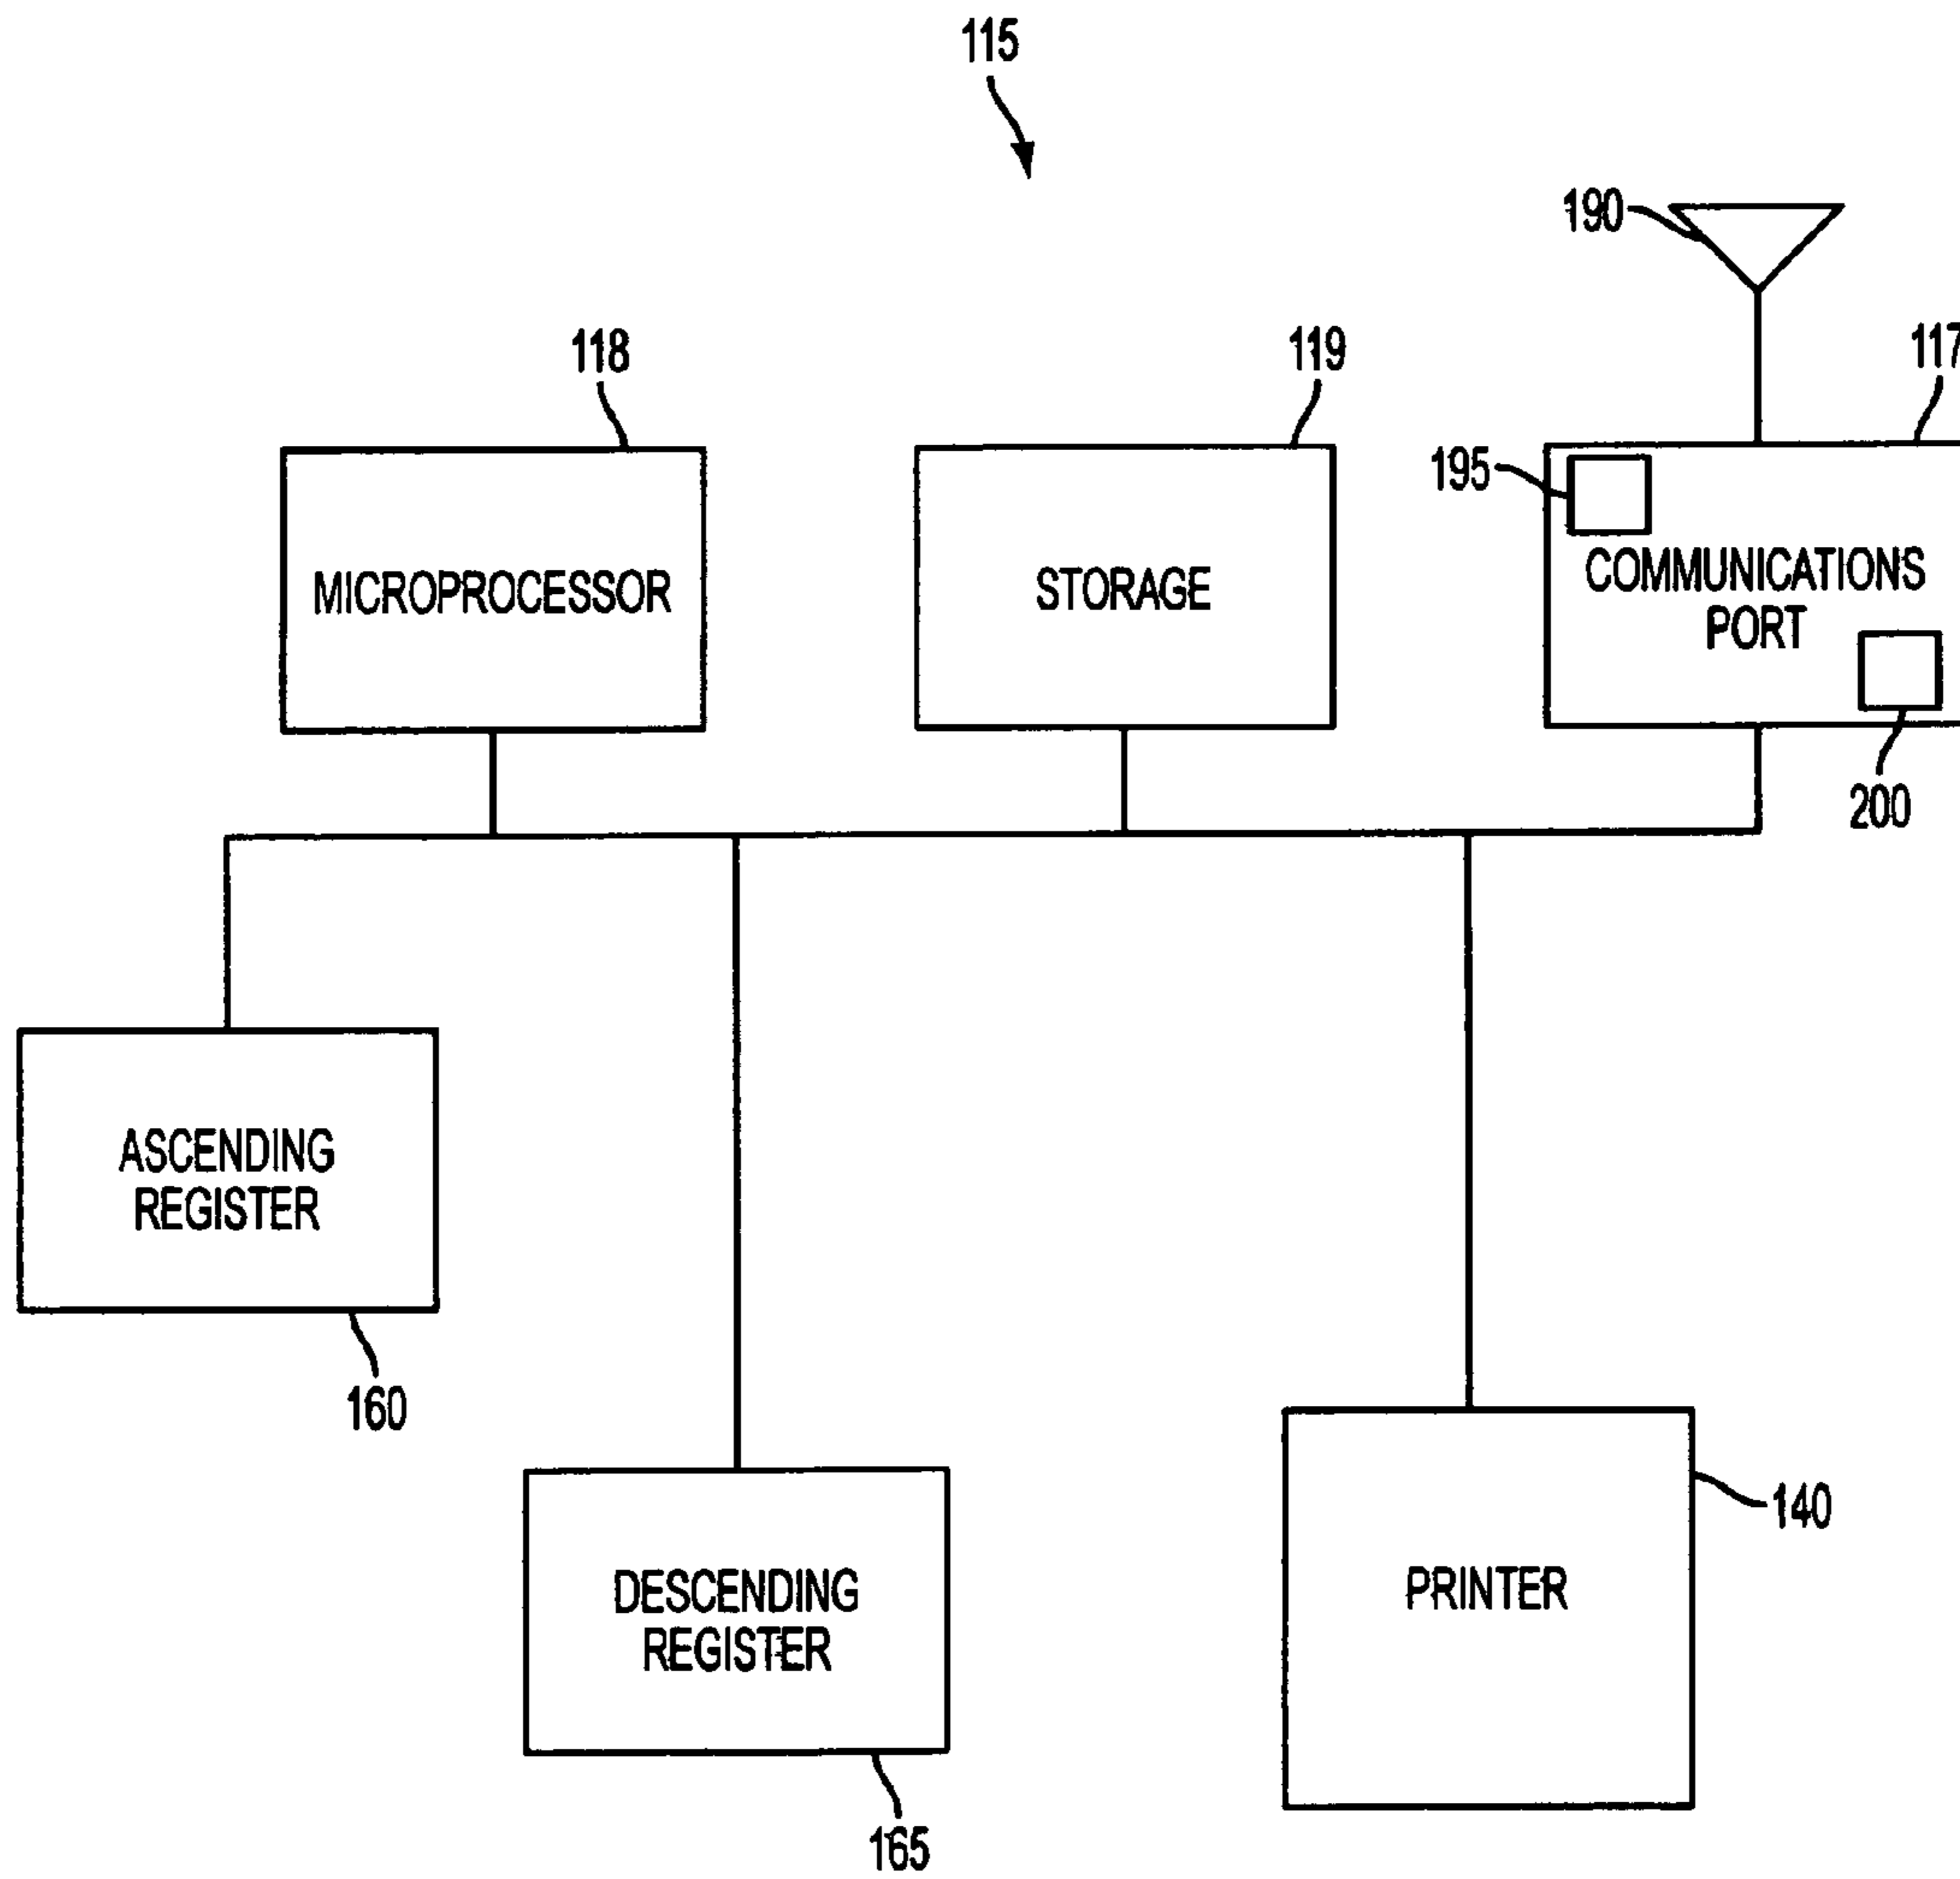 115
190
118
119
117
195
MICROPROCESSOR
STORAGE
COMMUNICATIONS
PORT
200
ASCENDING
REGISTER
160
140
DESCENDING
REGISTER
PRINTER
165